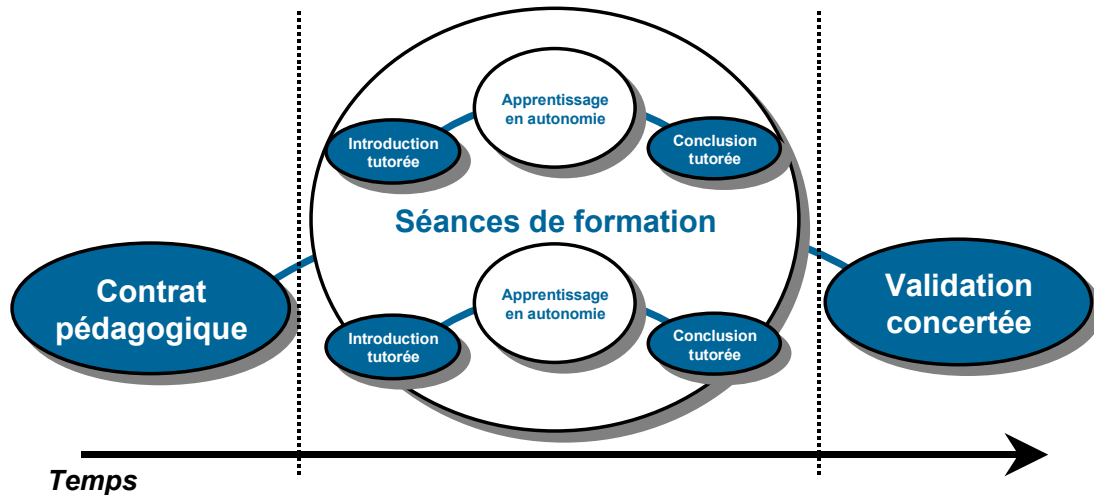 Apprentissage
en autonomie
Introduction
tutorée
Conclusion
tutorée
Séances de formation
Contrat
pédagogique
Validation
concertée
Apprentissage
en autonomie
Introduction
tutorée
Conclusion
tutorée
Temps